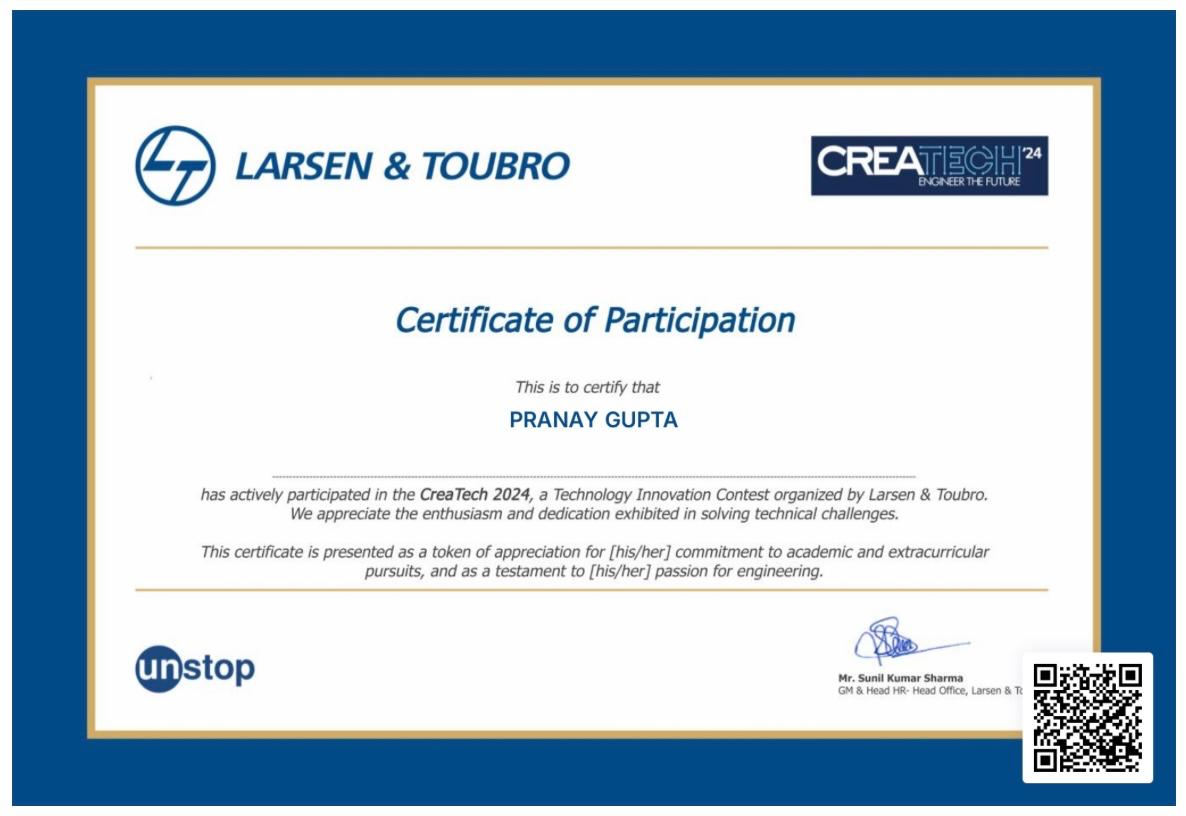 LARSEN & TOUBRO
CREATECH '24
ENGINEER THE FUTURE
Certificate of Participation
This is to certify that
PRANAY GUPTA
has actively participated in the CreaTech 2024, a Technology Innovation Contest organized by Larsen & Toubro.
We appreciate the enthusiasm and dedication exhibited in solving technical challenges.
This certificate is presented as a token of appreciation for [his/her] commitment to academic and extracurricular
pursuits, and as a testament to [his/her] passion for engineering.
unstop
Mr. Sunil Kumar Sharma
GM & Head HR- Head Office, Larsen & To